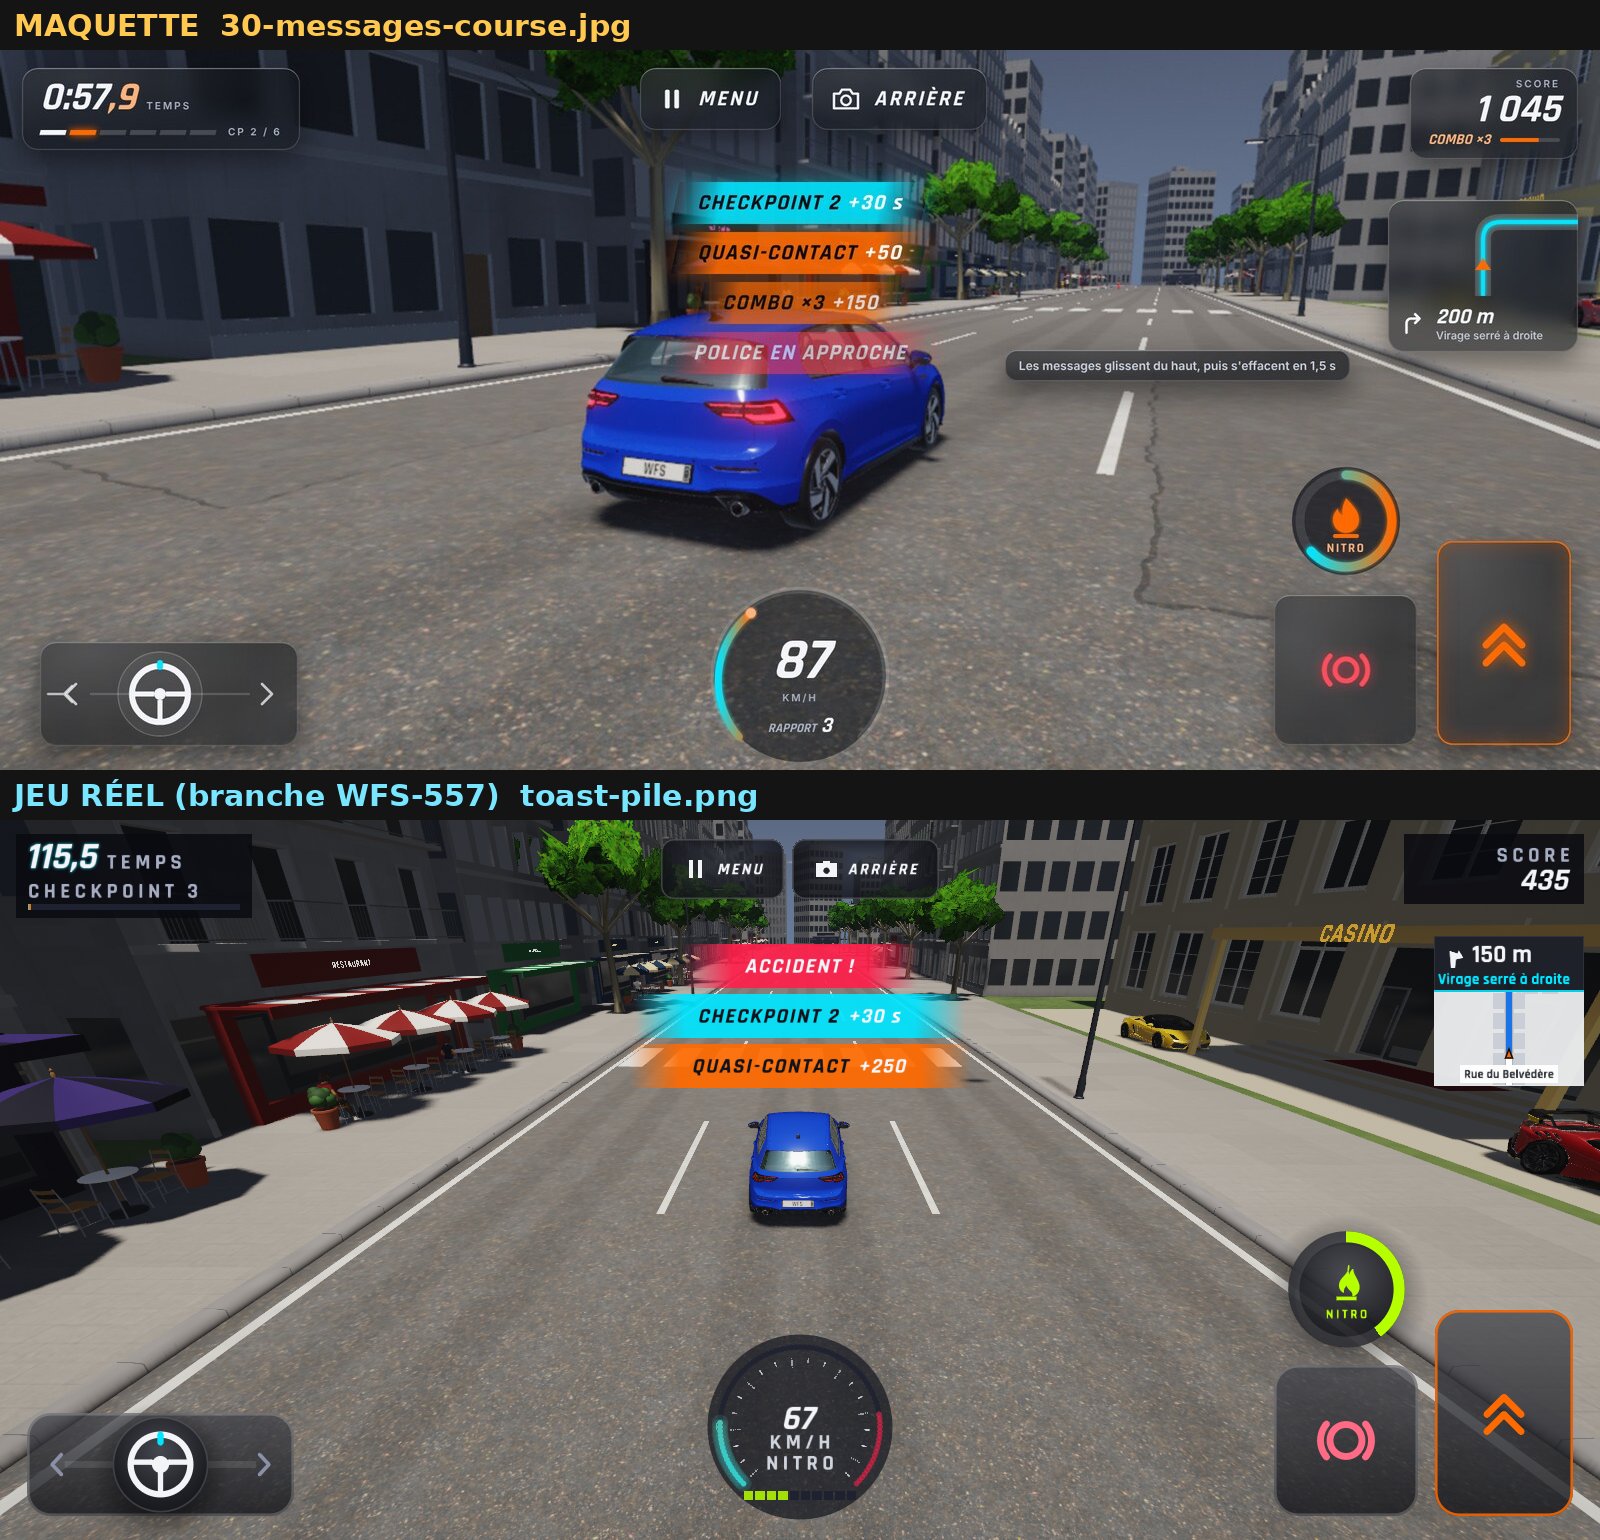 MAQUETTE  30-messages-course.jpg
0:57,9 TEMPS
CP 2 / 6
MENU
ARRIÈRE
SCORE
1 045
COMBO ×3
CHECKPOINT 2 +30 s
QUASI-CONTACT +50
COMBO ×3 +150
POLICE EN APPROCHE
200 m
Virage serré à droite
Les messages glissent du haut, puis s'effacent en 1,5 s
WFS
NITRO
87
KM/H
RAPPORT 3
JEU RÉEL (branche WFS-557)  toast-pile.png
115,5 TEMPS
CHECKPOINT 3
MENU
ARRIÈRE
SCORE
435
RESTAURANT
CASINO
150 m
Virage serré à droite
Rue du Belvédère
ACCIDENT !
CHECKPOINT 2 +30 s
QUASI-CONTACT +250
WFS
NITRO
67
KM/H
NITRO